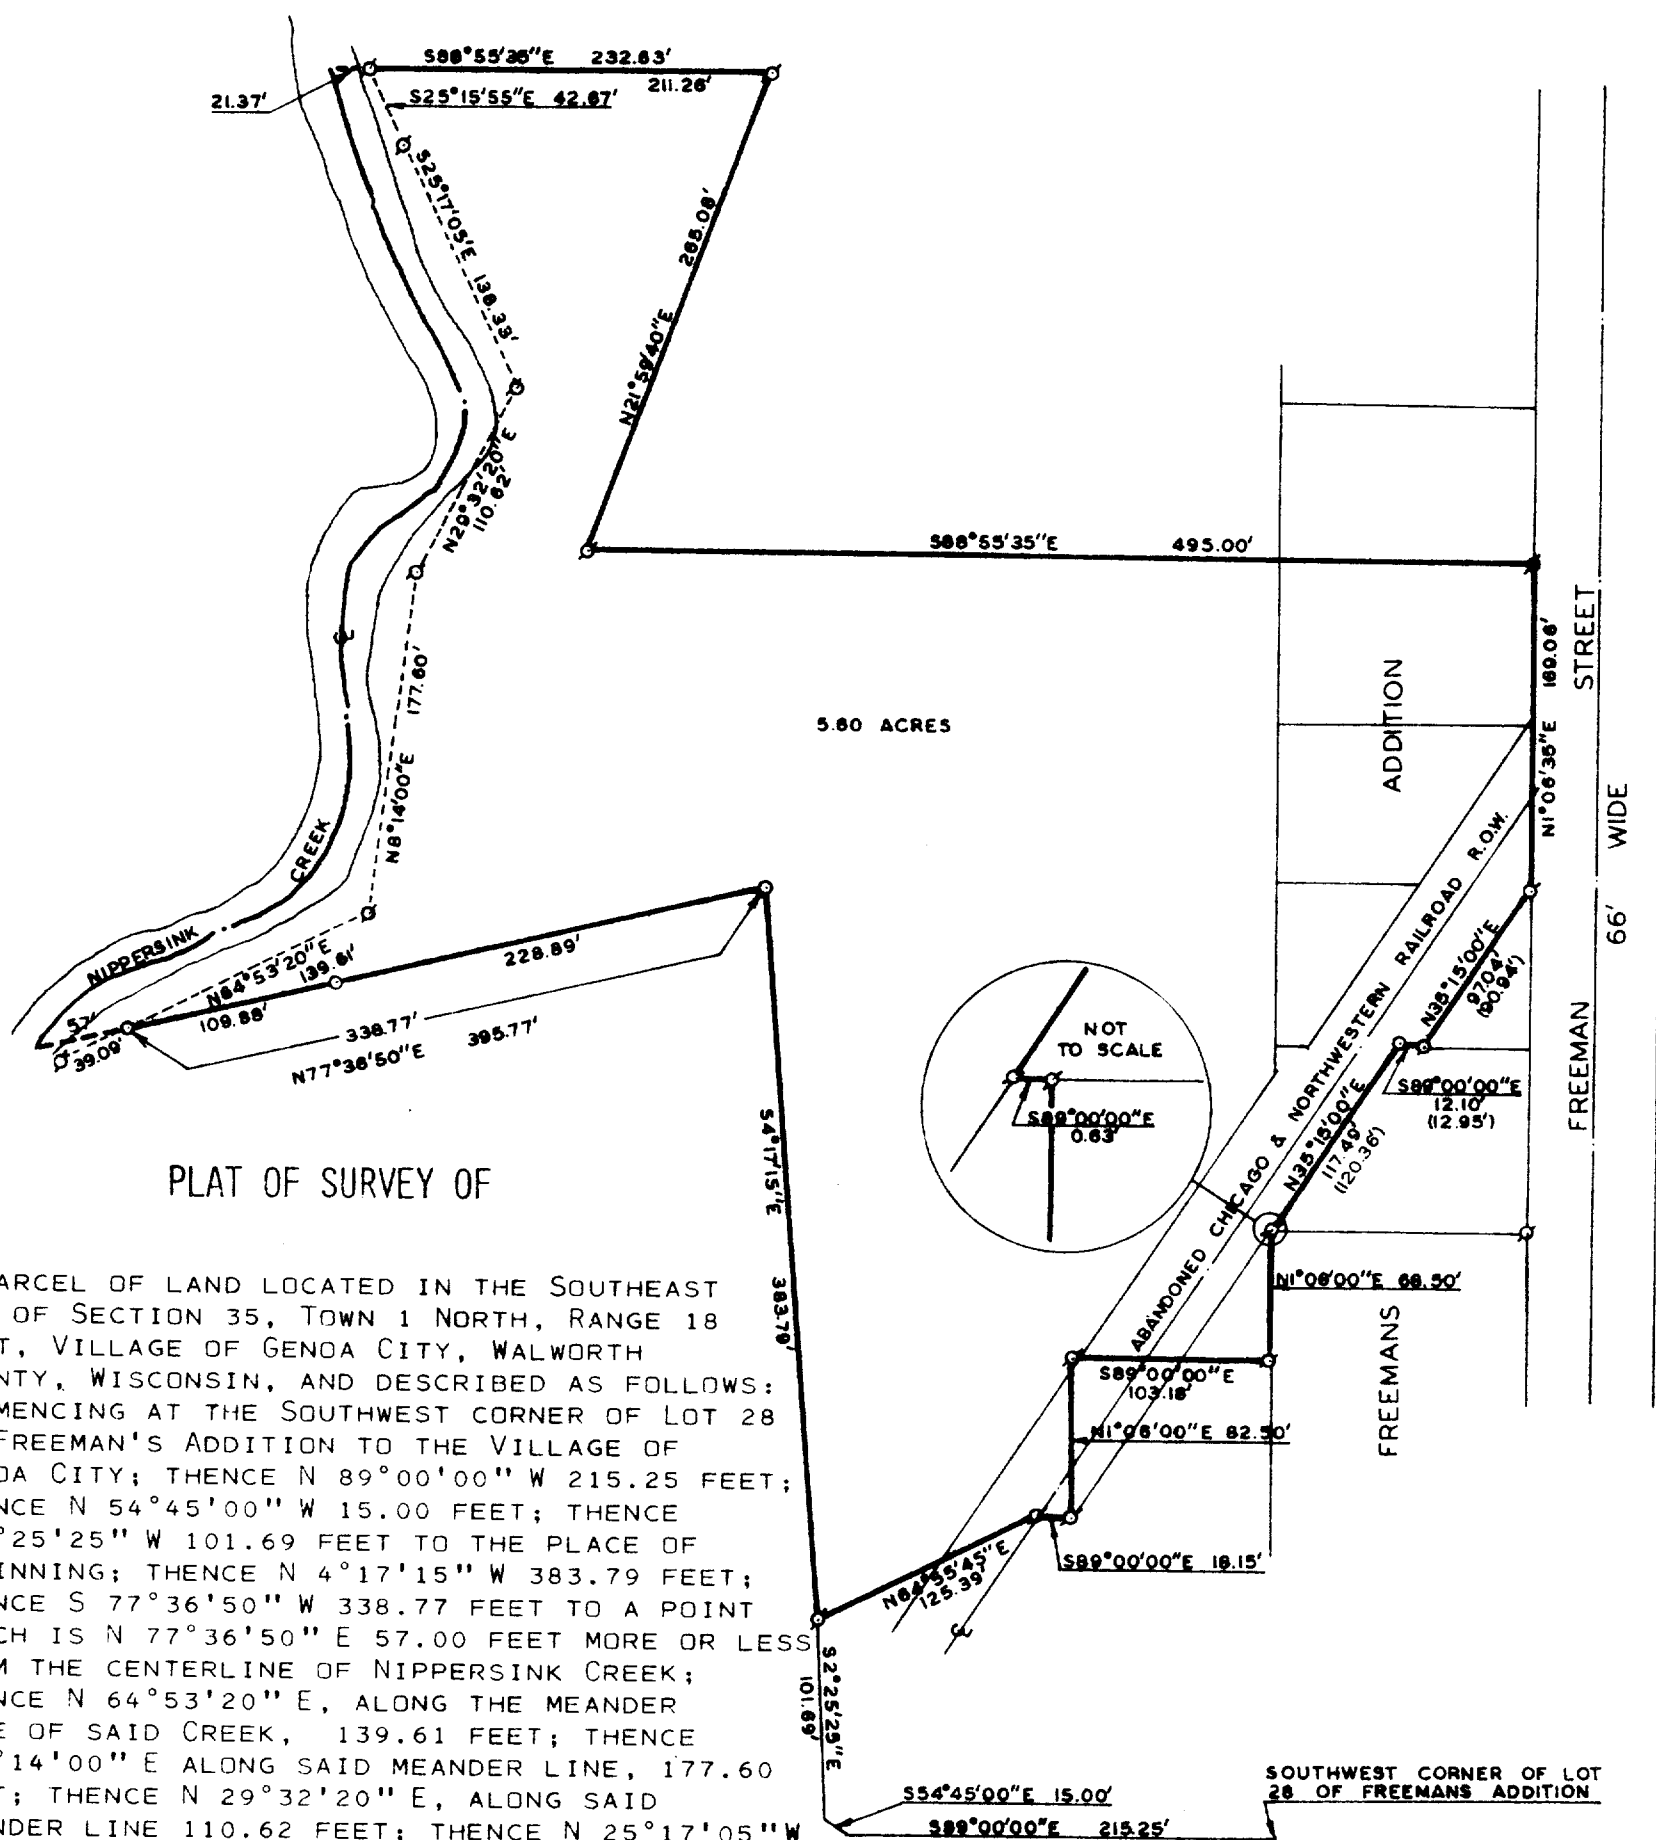 S88°55'35"E 232.63'
211.26'
21.37'
S25°15'55"E 42.67'
S25°17'05"E 138.33'
265.08'
N21°59'40"E
N29°32'20"E
110.62'
S88°55'35"E 495.00'
169.06'
N1°06'35"E
STREET
66' WIDE
FREEMAN
177.60'
N8°14'00"E
5.60 ACRES
ADDITION
CREEK
NIPPERSINK
N64°53'20"E
139.61'
228.89'
57'
39.09'
109.88'
338.77'
N77°36'50"E 395.77'
ABANDONED CHICAGO & NORTHWESTERN RAILROAD R.O.W.
N35°15'00"E
97.04'
(90.94')
NOT
TO SCALE
S89°00'00"E
0.63'
S89°00'00"E
12.10'
(12.95')
N35°15'00"E
117.49'
(120.36')
S4°17'15"E 383.79'
PLAT OF SURVEY OF
N1°06'00"E 66.50'
FREEMANS
S89°00'00"E
103.18'
N1°06'00"E 82.50'
S89°00'00"E 18.15'
N64°55'45"E
125.39'
S2°25'25"E
101.69'
ARCEL OF LAND LOCATED IN THE SOUTHEAST
OF SECTION 35, TOWN 1 NORTH, RANGE 18
T, VILLAGE OF GENOA CITY, WALWORTH
NTY, WISCONSIN, AND DESCRIBED AS FOLLOWS:
MENCING AT THE SOUTHWEST CORNER OF LOT 28
FREEMAN'S ADDITION TO THE VILLAGE OF
OA CITY; THENCE N 89°00'00" W 215.25 FEET;
NCE N 54°45'00" W 15.00 FEET; THENCE
°25'25" W 101.69 FEET TO THE PLACE OF
INNING; THENCE N 4°17'15" W 383.79 FEET;
NCE S 77°36'50" W 338.77 FEET TO A POINT
CH IS N 77°36'50" E 57.00 FEET MORE OR LESS
M THE CENTERLINE OF NIPPERSINK CREEK;
NCE N 64°53'20" E, ALONG THE MEANDER
E OF SAID CREEK, 139.61 FEET; THENCE
°14'00" E ALONG SAID MEANDER LINE, 177.60
T; THENCE N 29°32'20" E, ALONG SAID
NDER LINE 110.62 FEET; THENCE N 25°17'05" W
S54°45'00"E 15.00'
S89°00'00"E 215.25'
SOUTHWEST CORNER OF LOT
28 OF FREEMANS ADDITION